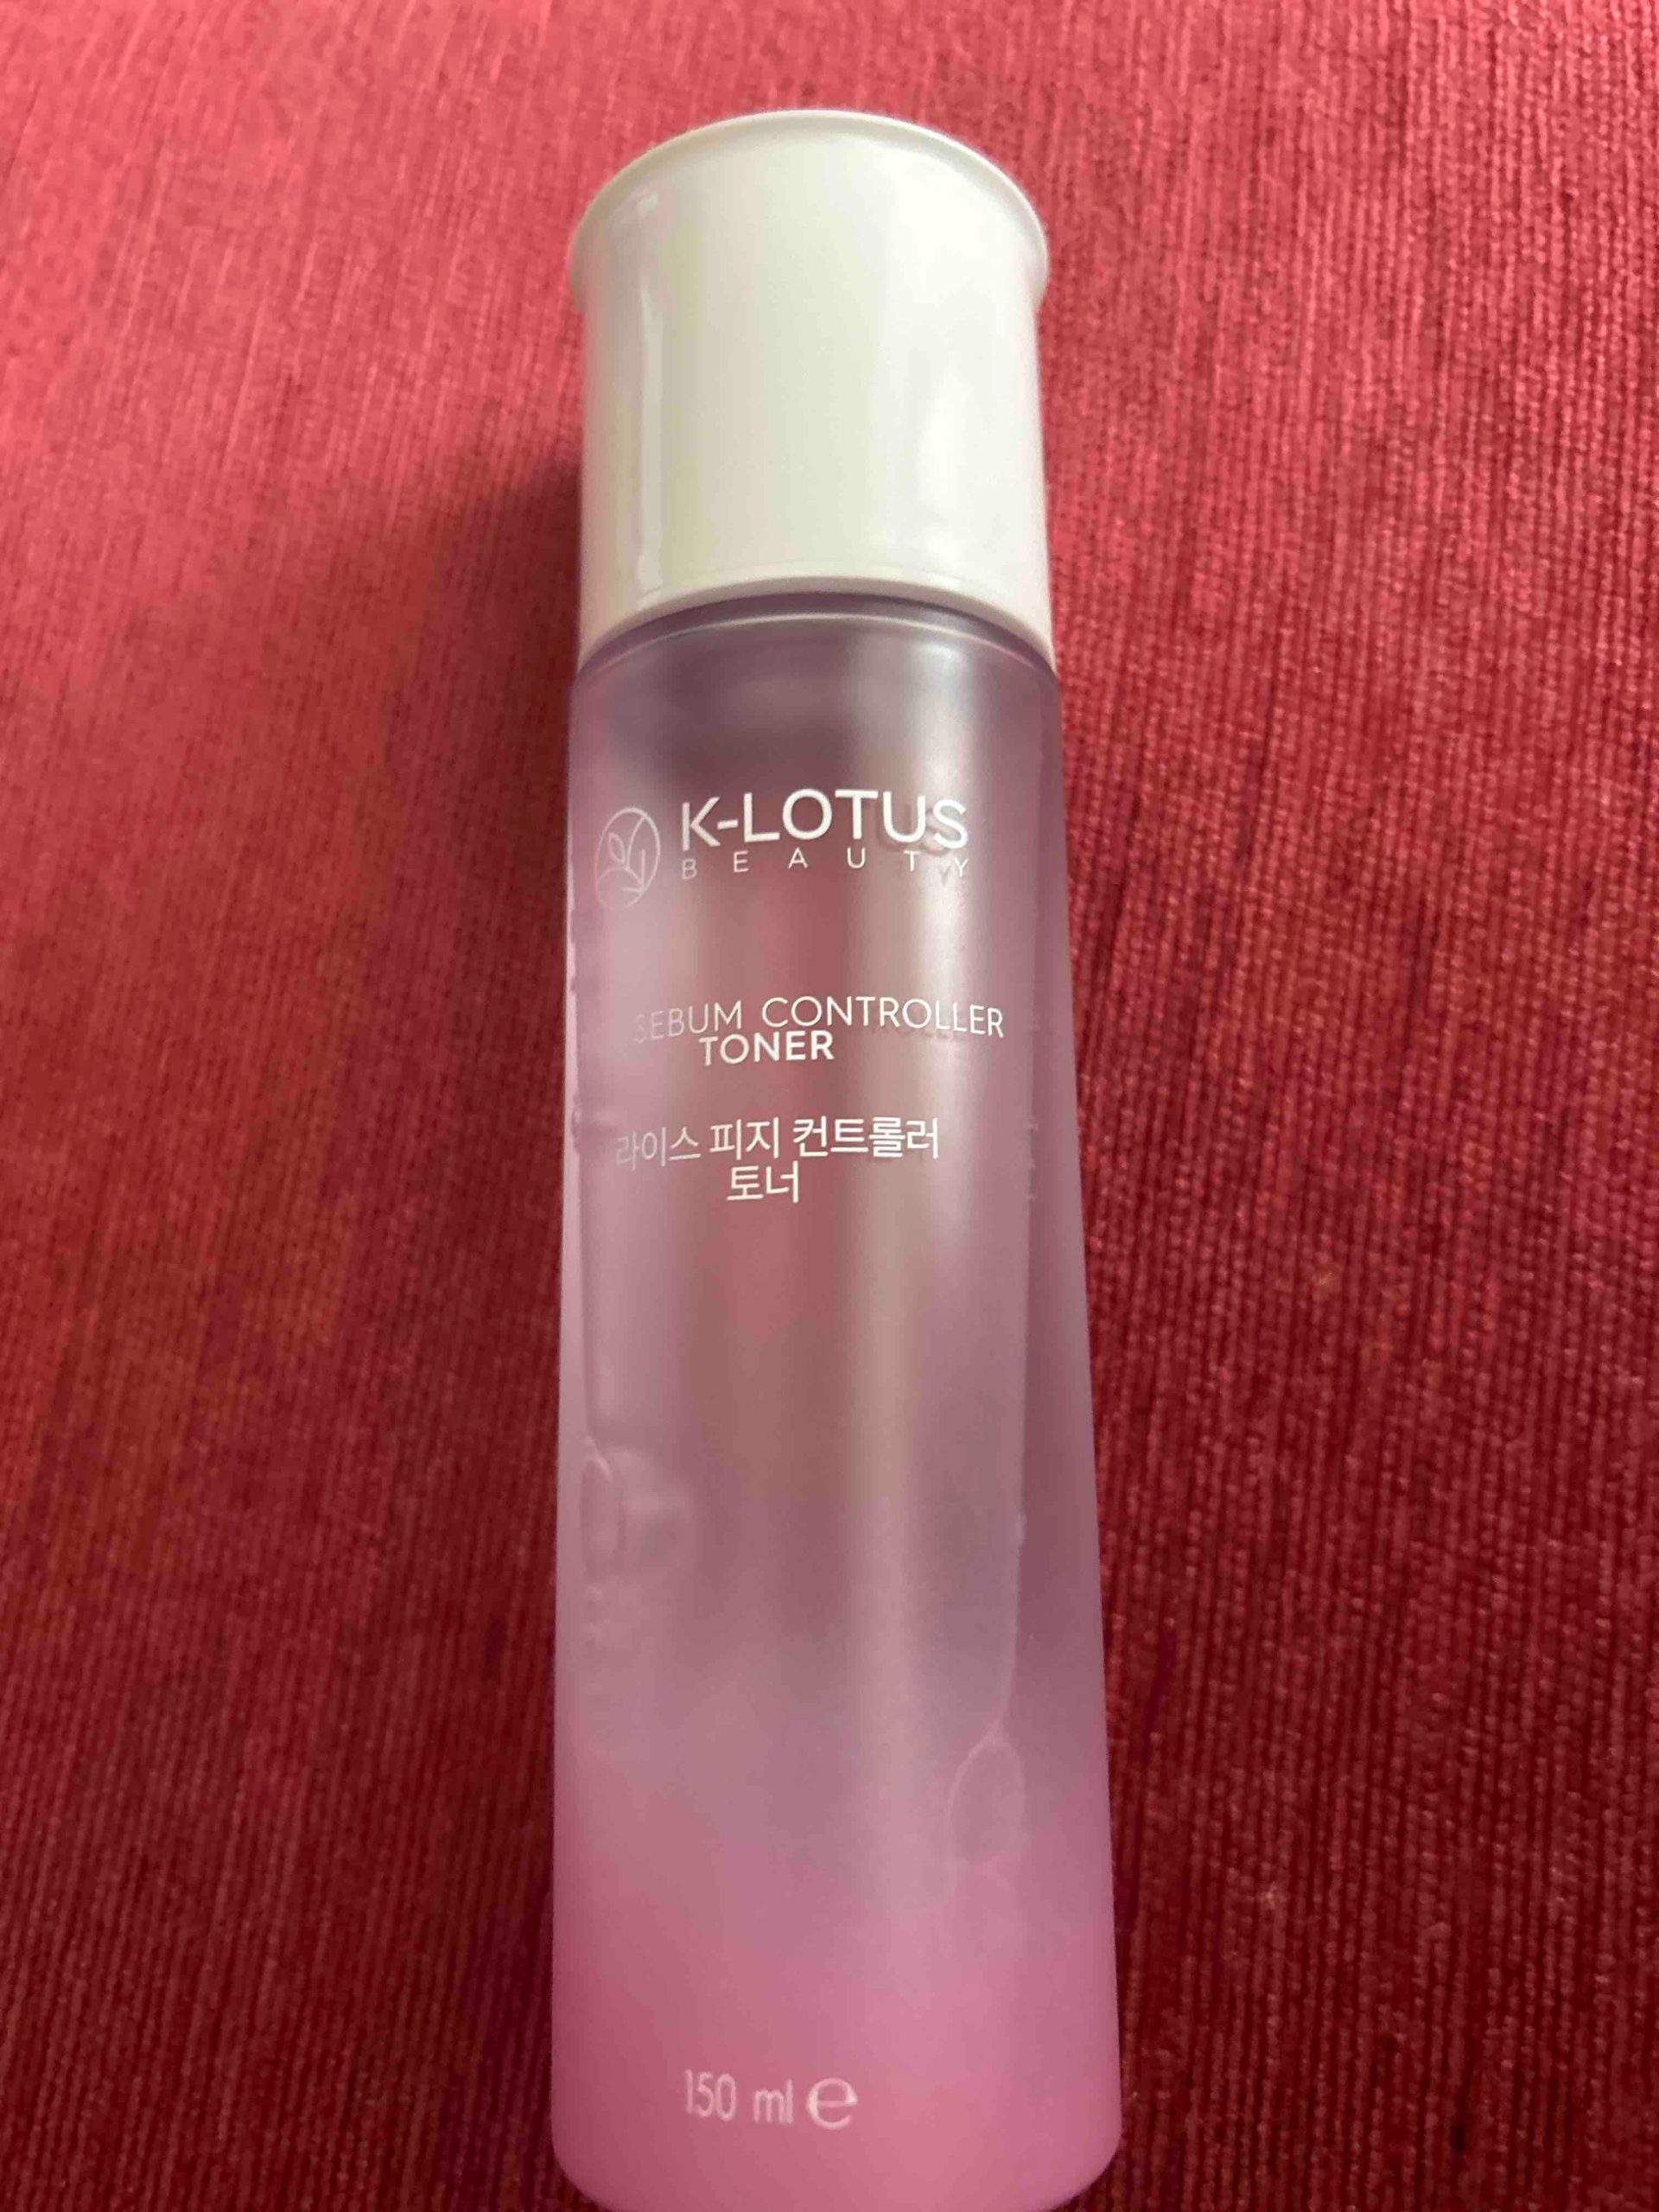 K-LOTUS
BEAUTY
SEBUM CONTROLLER
TONER
라이스 피지 컨트롤러
토너
150 ml ℮